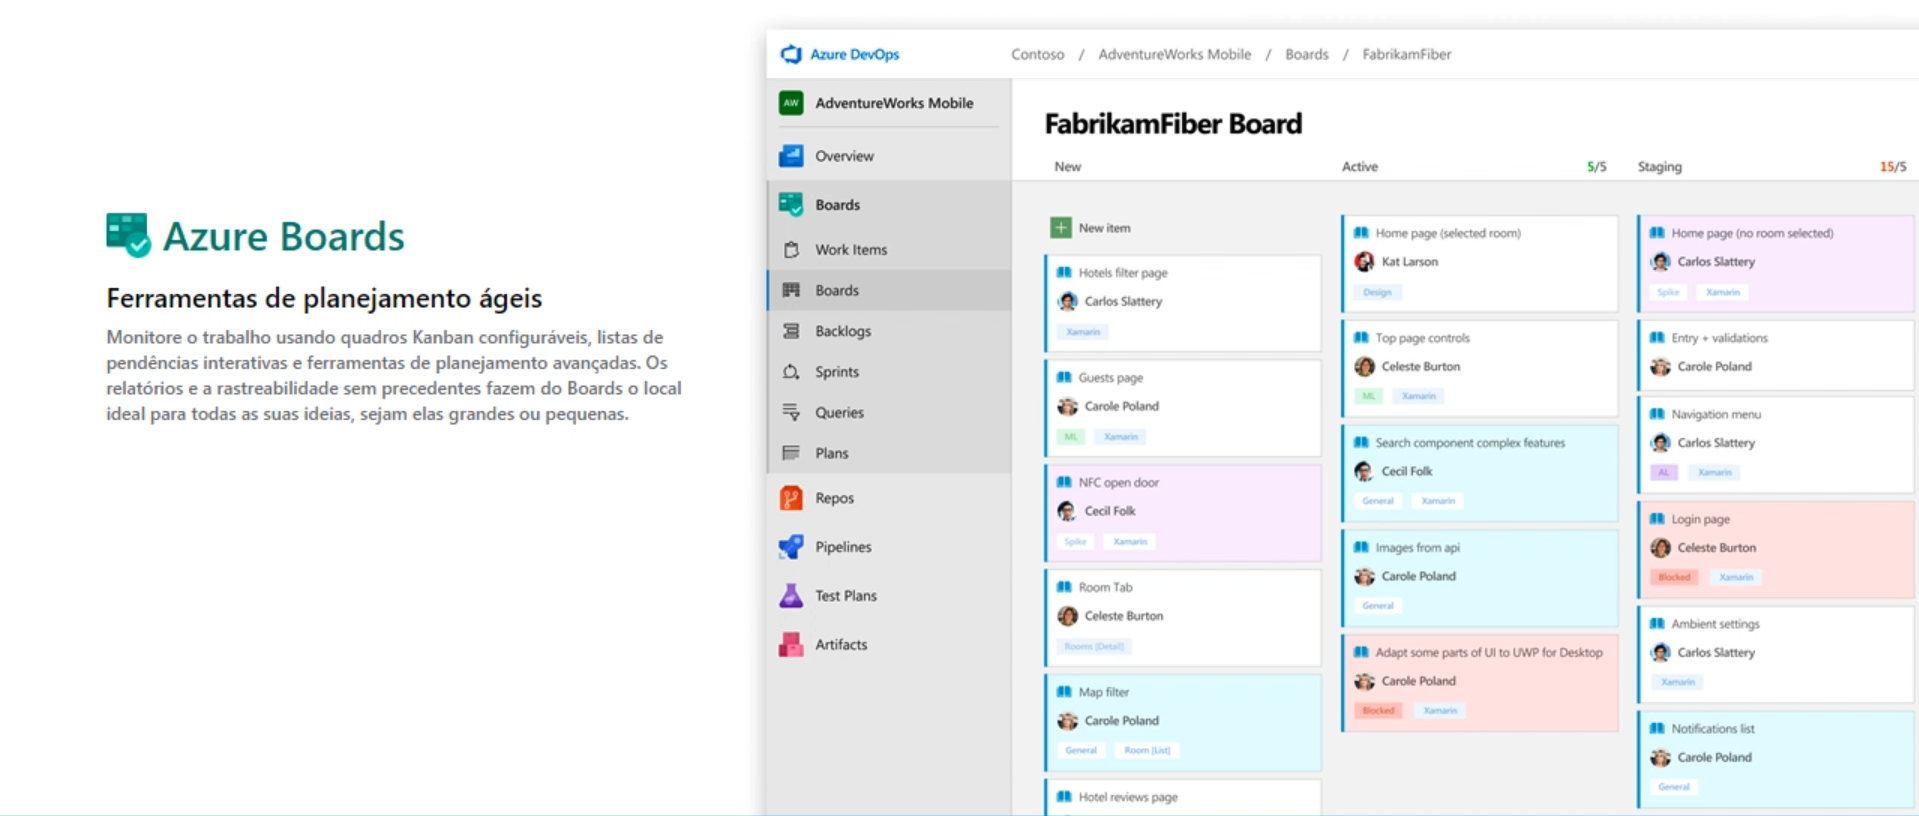 Azure Boards
Ferramentas de planejamento ágeis
Monitore o trabalho usando quadros Kanban configuráveis, listas de
pendências interativas e ferramentas de planejamento avançadas. Os
relatórios e a rastreabilidade sem precedentes fazem do Boards o local
ideal para todas as suas ideias, sejam elas grandes ou pequenas.
Azure DevOps
Contoso / AdventureWorks Mobile / Boards / FabrikamFiber
AW AdventureWorks Mobile
Overview
Boards
Work Items
Boards
Backlogs
Sprints
Queries
Plans
Repos
Pipelines
Test Plans
Artifacts
FabrikamFiber Board
New
New item
Hotels filter page
Carlos Slattery
Xamarin
Guests page
Carole Poland
ML Xamarin
NFC open door
Cecil Folk
Spike Xamarin
Room Tab
Celeste Burton
Rooms [Detail]
Map filter
Carole Poland
General Room [List]
Hotel reviews page
Active 5/5
Home page (selected room)
Kat Larson
Design
Top page controls
Celeste Burton
ML Xamarin
Search component complex features
Cecil Folk
General Xamarin
Images from api
Carole Poland
General
Adapt some parts of UI to UWP for Desktop
Carole Poland
Blocked Xamarin
Staging 15/5
Home page (no room selected)
Carlos Slattery
Spike Xamarin
Entry + validations
Carole Poland
Navigation menu
Carlos Slattery
AL Xamarin
Login page
Celeste Burton
Blocked Xamarin
Ambient settings
Carlos Slattery
Xamarin
Notifications list
Carole Poland
General